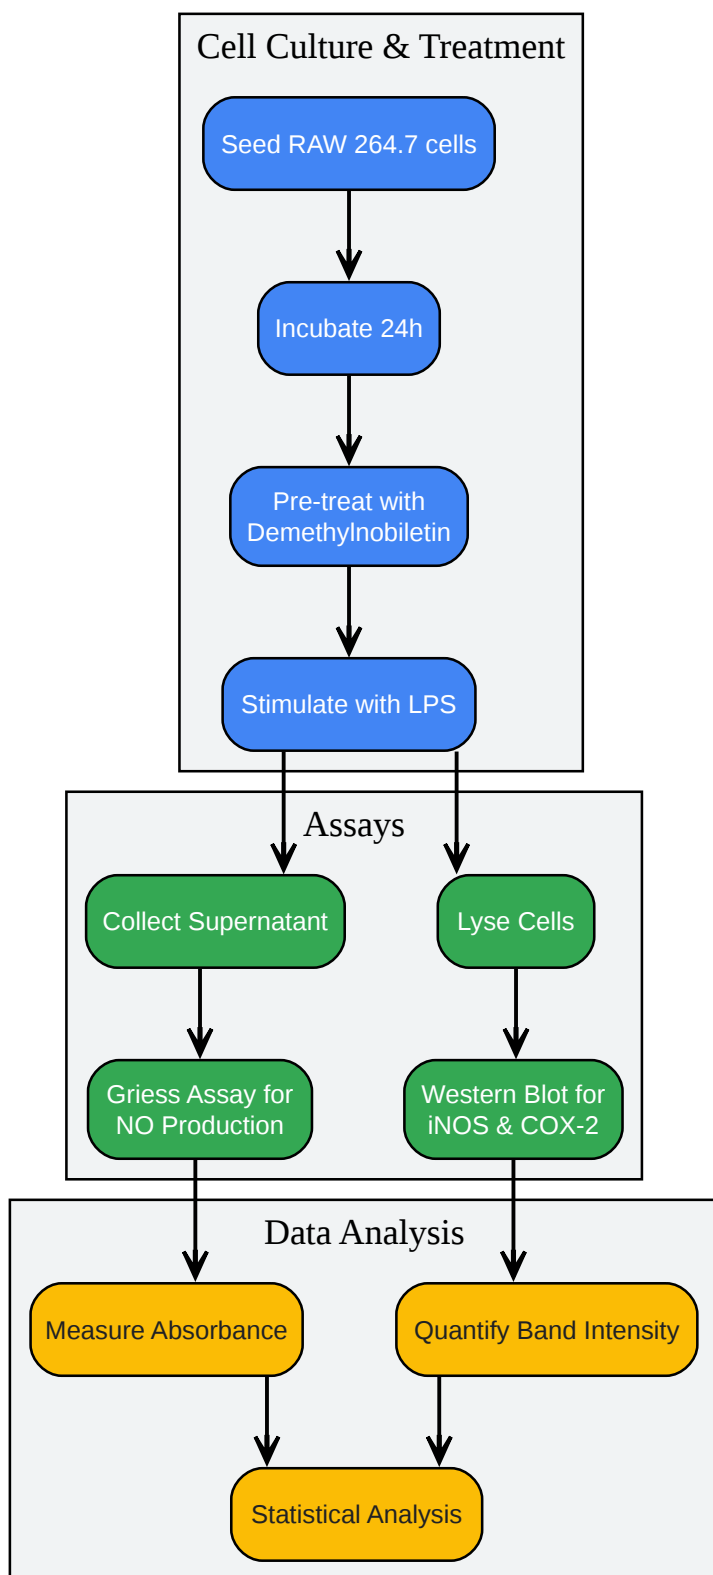 Cell Culture & Treatment
Seed RAW 264.7 cells
Incubate 24h
Pre-treat with
Demethylnobiletin
Stimulate with LPS
Assays
Collect Supernatant
Lyse Cells
Griess Assay for
NO Production
Western Blot for
iNOS & COX-2
Data Analysis
Measure Absorbance
Quantify Band Intensity
Statistical Analysis